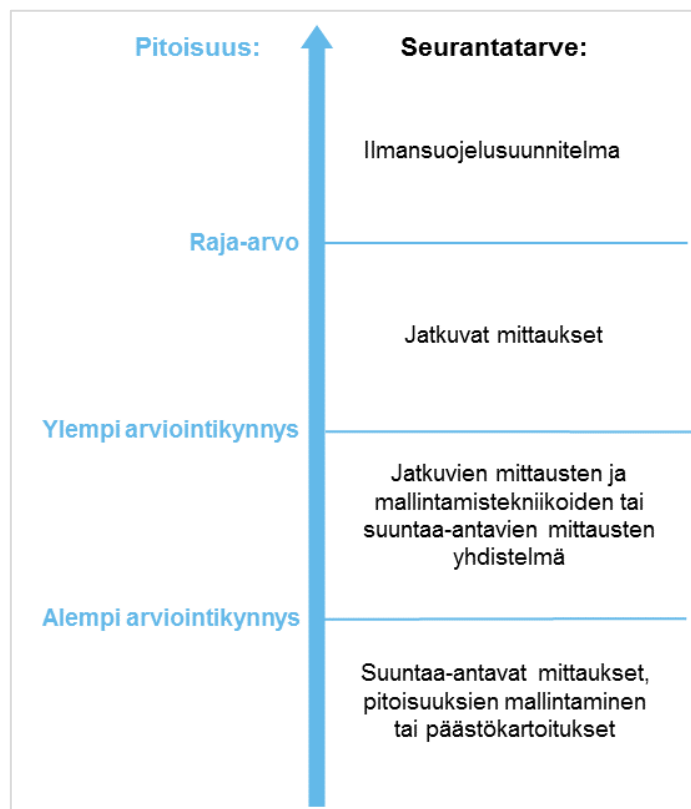 Pitoisuus:
Seurantatarve:
Ilmansuojelusuunnitelma
Raja-arvo
Jatkuvat mittaukset
Ylempi arviointikynnys
Jatkuvien mittausten ja
mallintamistekniikoiden tai
suuntaa-antavien mittausten
yhdistelmä
Alempi arviointikynnys
Suuntaa-antavat mittaukset,
pitoisuuksien mallintaminen
tai päästökartoitukset